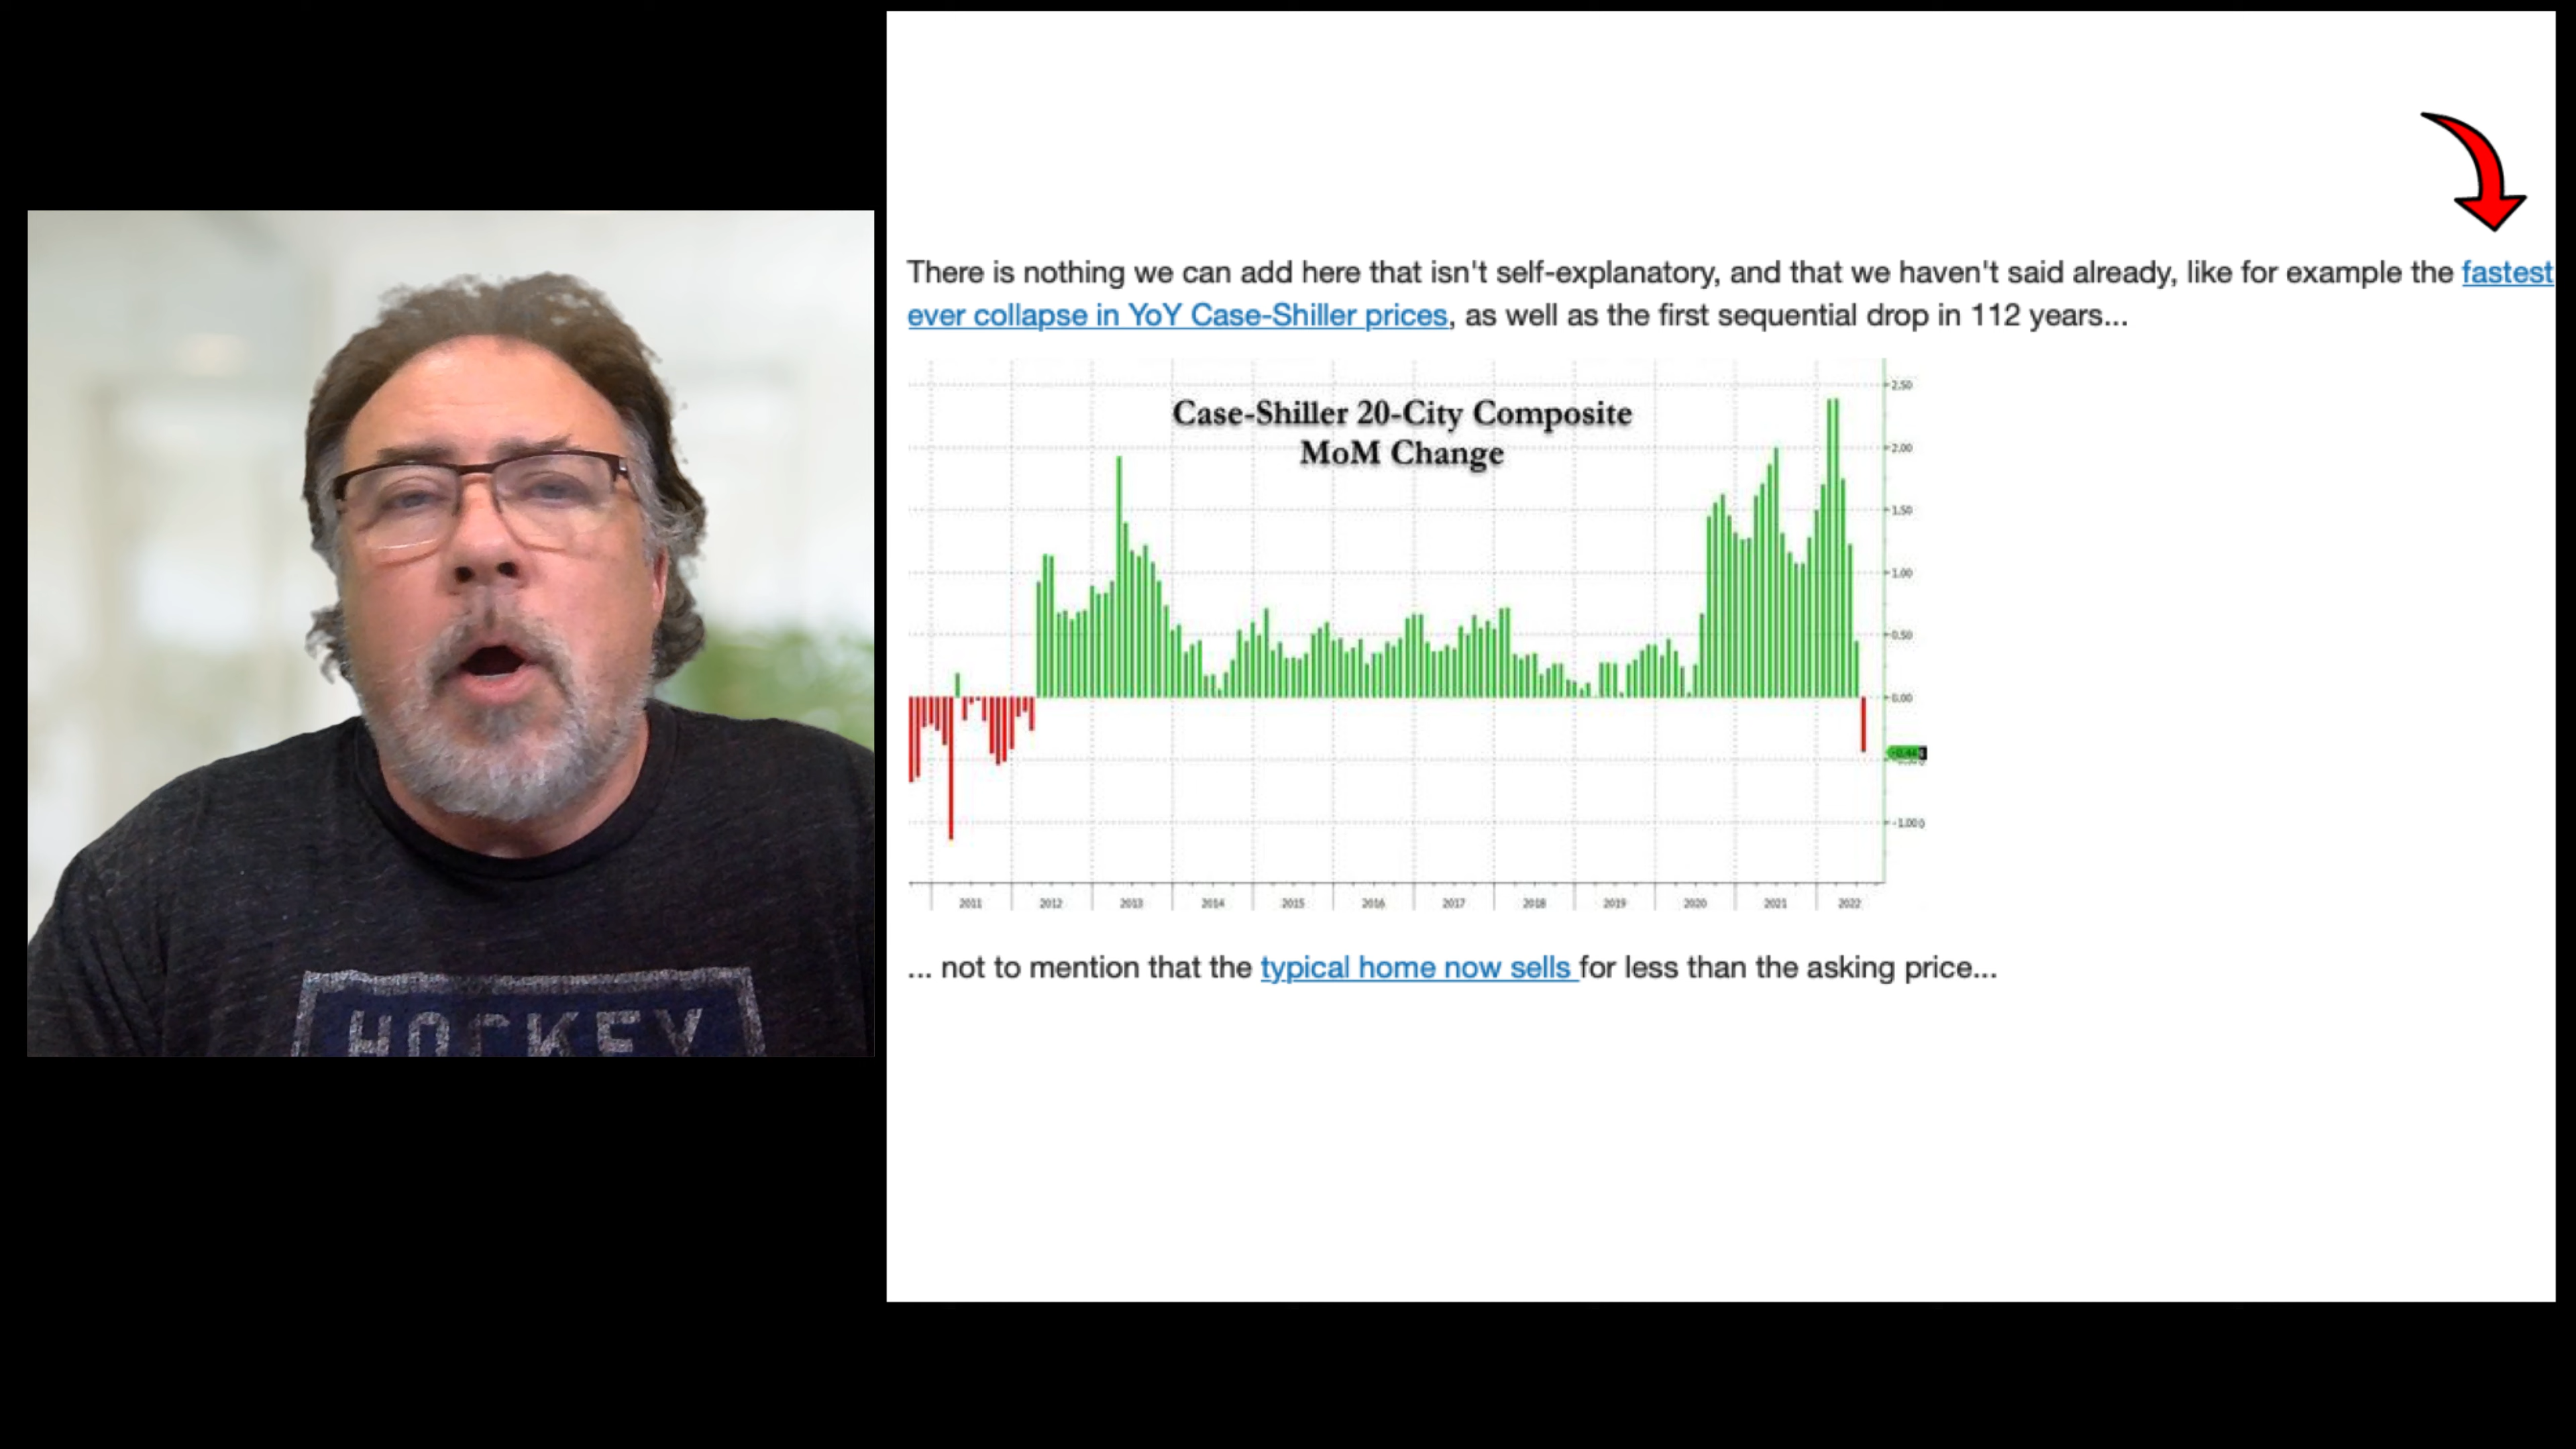 There is nothing we can add here that isn't self-explanatory, and that we haven't said already, like for example the fastest
ever collapse in YoY Case-Shiller prices, as well as the first sequential drop in 112 years...
Case-Shiller 20-City Composite
MoM Change
2.50
2.00
1.50
1.00
0.50
0.00
-1.000
2011 2012 2013 2014 2015 2016 2017 2018 2019 2020 2021 2022
... not to mention that the typical home now sells for less than the asking price...
HOCKEY